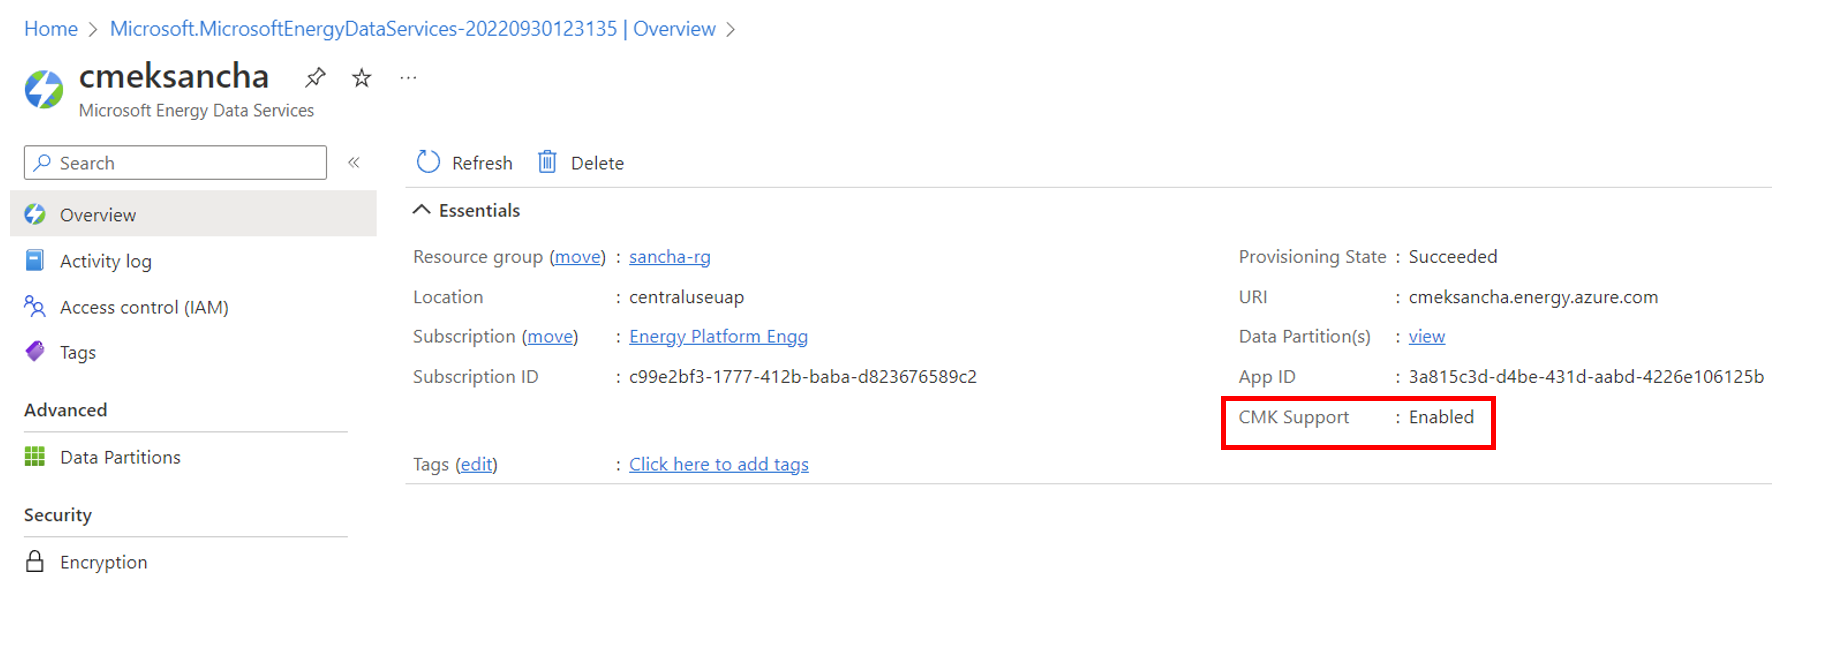 Home > Microsoft.MicrosoftEnergyDataServices-20220930123135 | Overview >
cmeksancha ...
Microsoft Energy Data Services
Search «
Overview
Activity log
Access control (IAM)
Tags
Advanced
Data Partitions
Security
Encryption
Refresh Delete
Essentials
Resource group (move) : sancha-rg
Location : centraluseuap
Subscription (move) : Energy Platform Engg
Subscription ID : c99e2bf3-1777-412b-baba-d823676589c2
Tags (edit) : Click here to add tags
Provisioning State : Succeeded
URI : cmeksancha.energy.azure.com
Data Partition(s) : view
App ID : 3a815c3d-d4be-431d-aabd-4226e106125b
CMK Support : Enabled